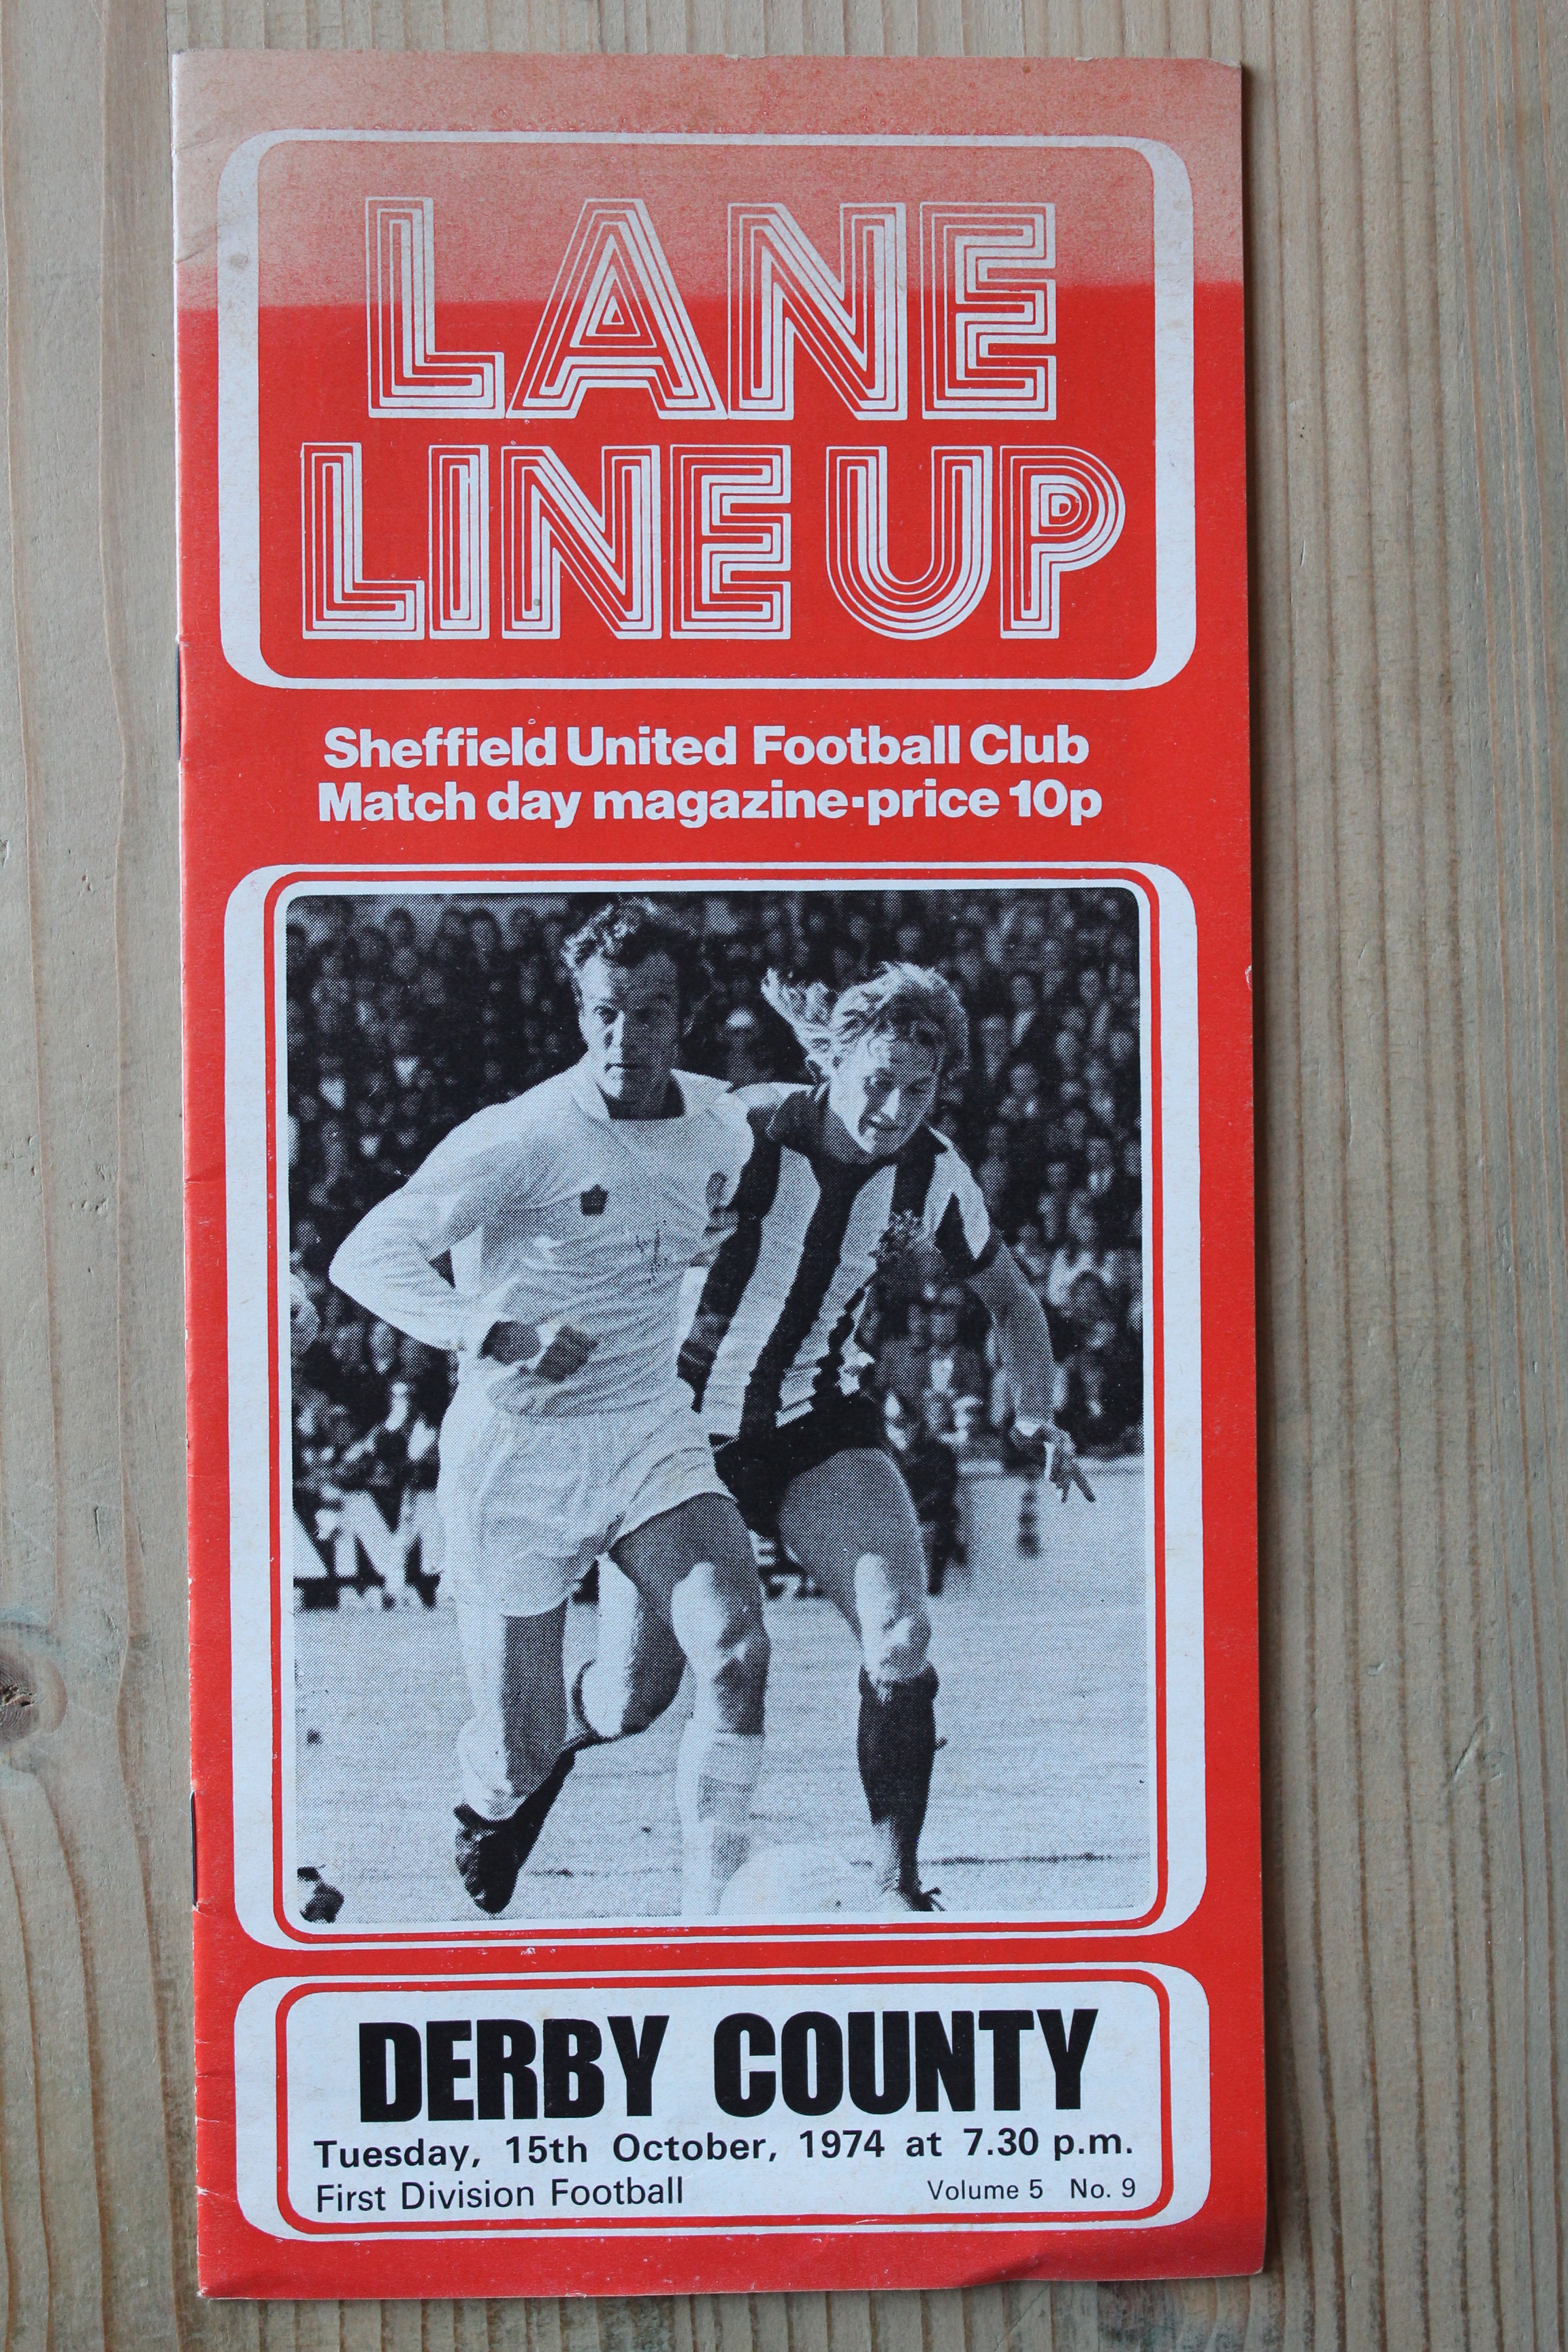 LANE
LINE UP
Sheffield United Football Club
Match day magazine·price 10p
DERBY COUNTY
Tuesday, 15th October, 1974 at 7.30 p.m.
First Division Football
Volume 5 No. 9